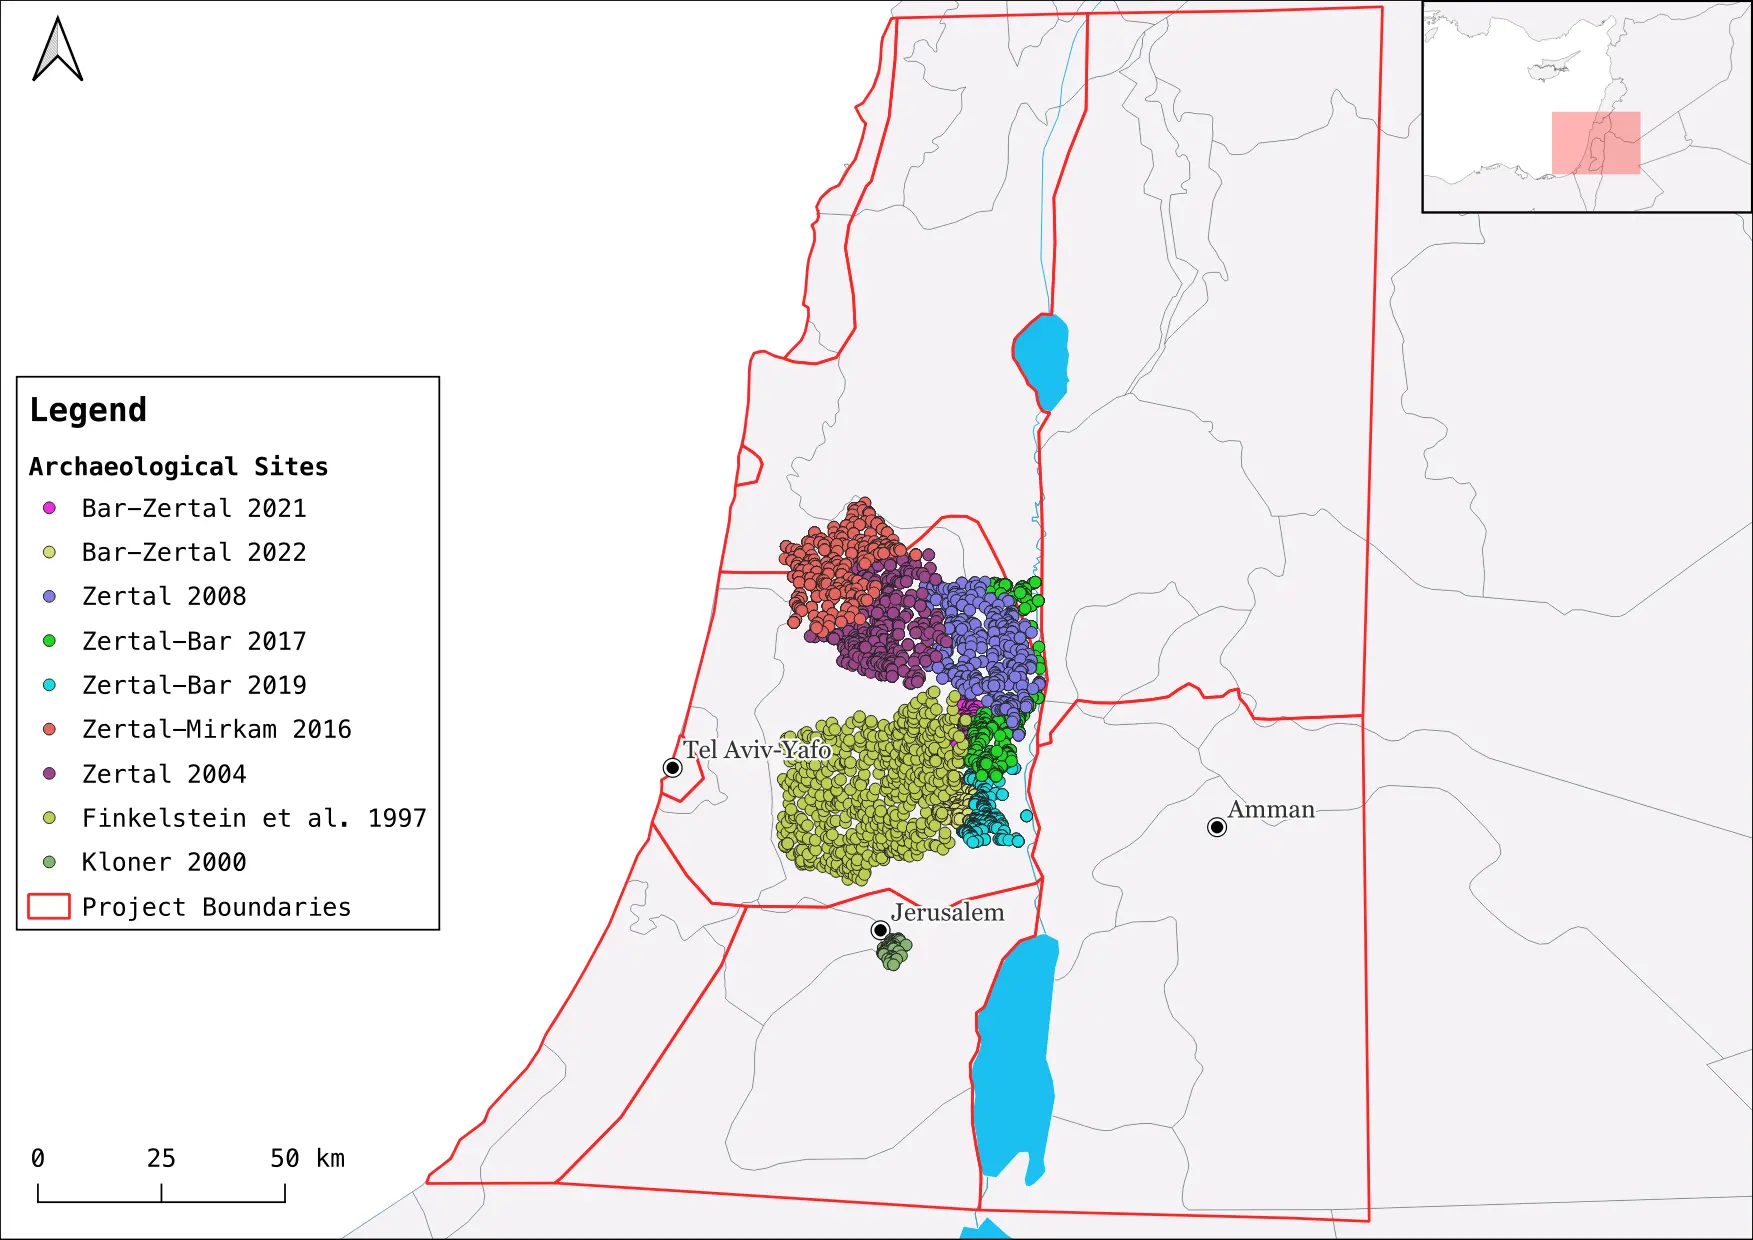 Legend
Archaeological Sites
Bar–Zertal 2021
Bar–Zertal 2022
Zertal 2008
Zertal–Bar 2017
Zertal–Bar 2019
Zertal–Mirkam 2016
Zertal 2004
Finkelstein et al. 1997
Kloner 2000
Project Boundaries
Tel Aviv-Yafo
Amman
Jerusalem
0 25 50 km